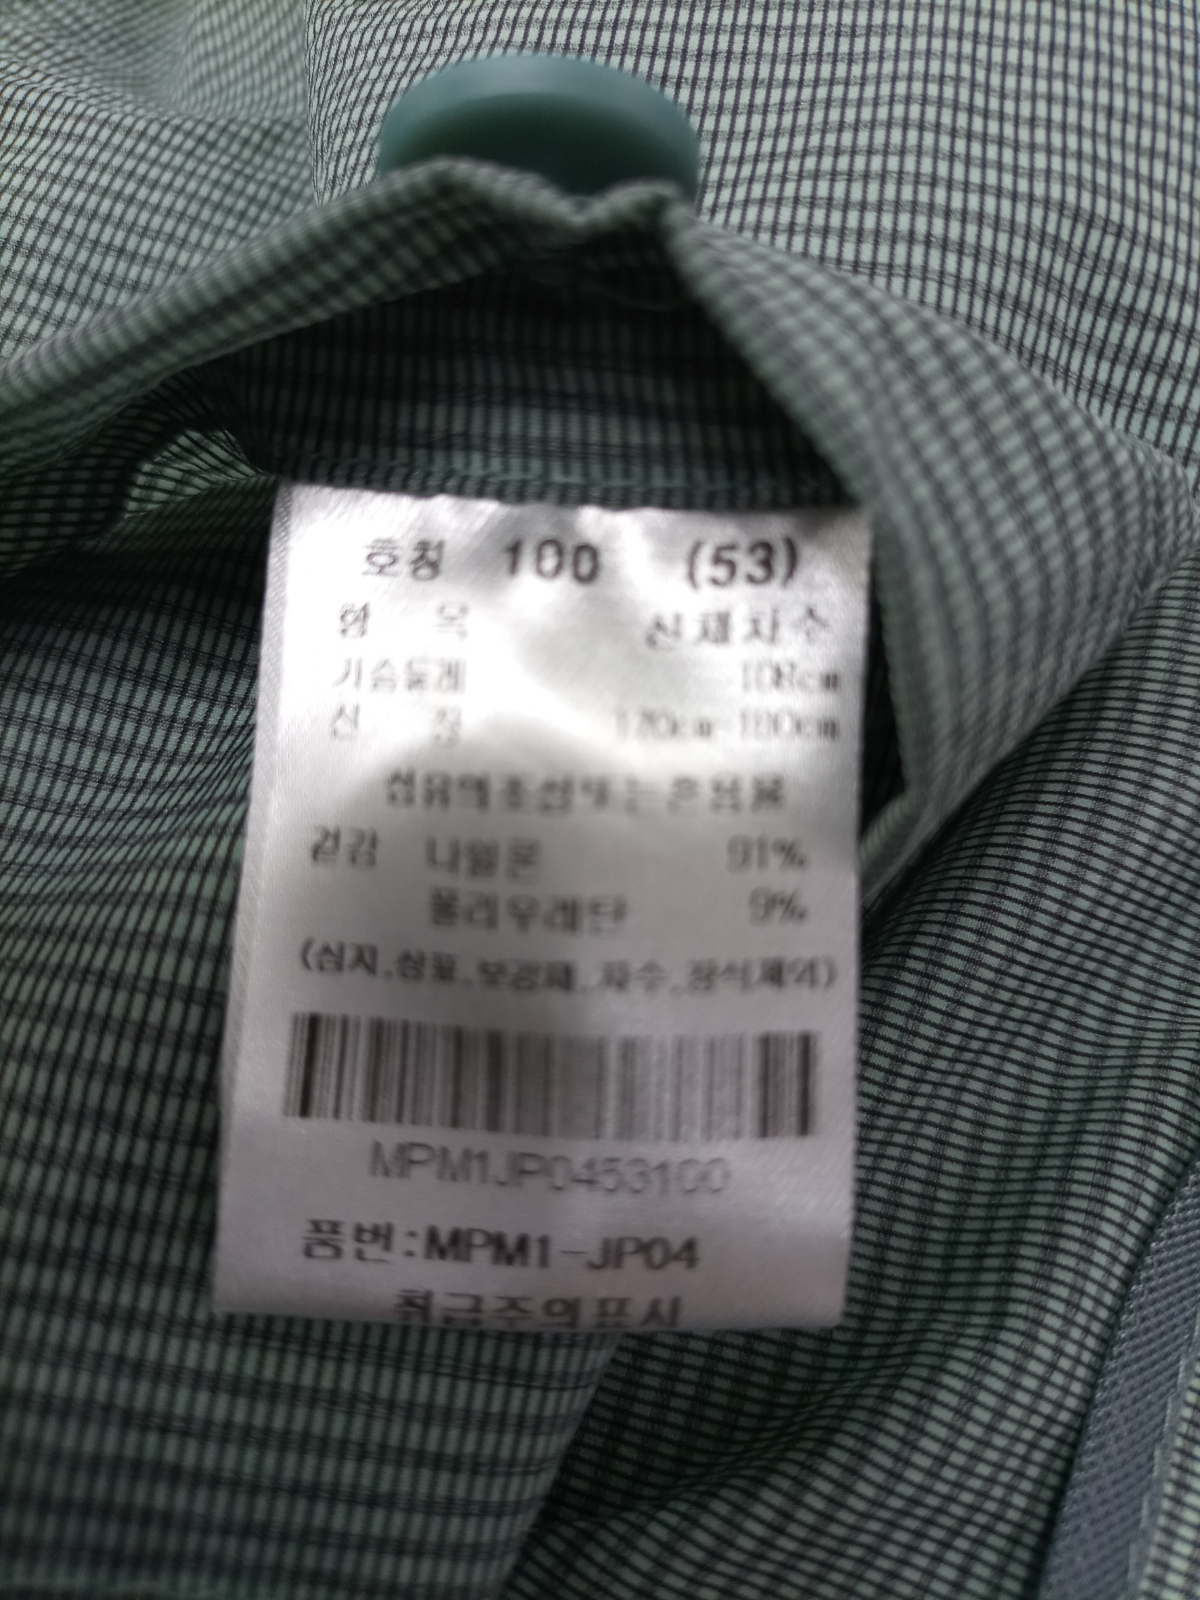 호칭 100 (53)
항 목 신체치수
가슴둘레 108cm
신 장 170cm-180cm
섬유의조성또는혼용률
겉감 나일론 91%
폴리우레탄 9%
(심지,상표,보강재,자수,장식제외)
MPM1JP0453100
품번:MPM1-JP04
취급주의표시